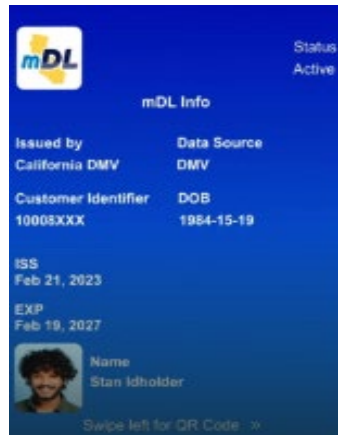 mDL
Status
Active
mDL Info
Issued by Data Source
California DMV DMV
Customer Identifier DOB
10008XXX 1984-15-19
ISS
Feb 21, 2023
EXP
Feb 19, 2027
Name
Stan Idholder
Swipe left for QR Code »